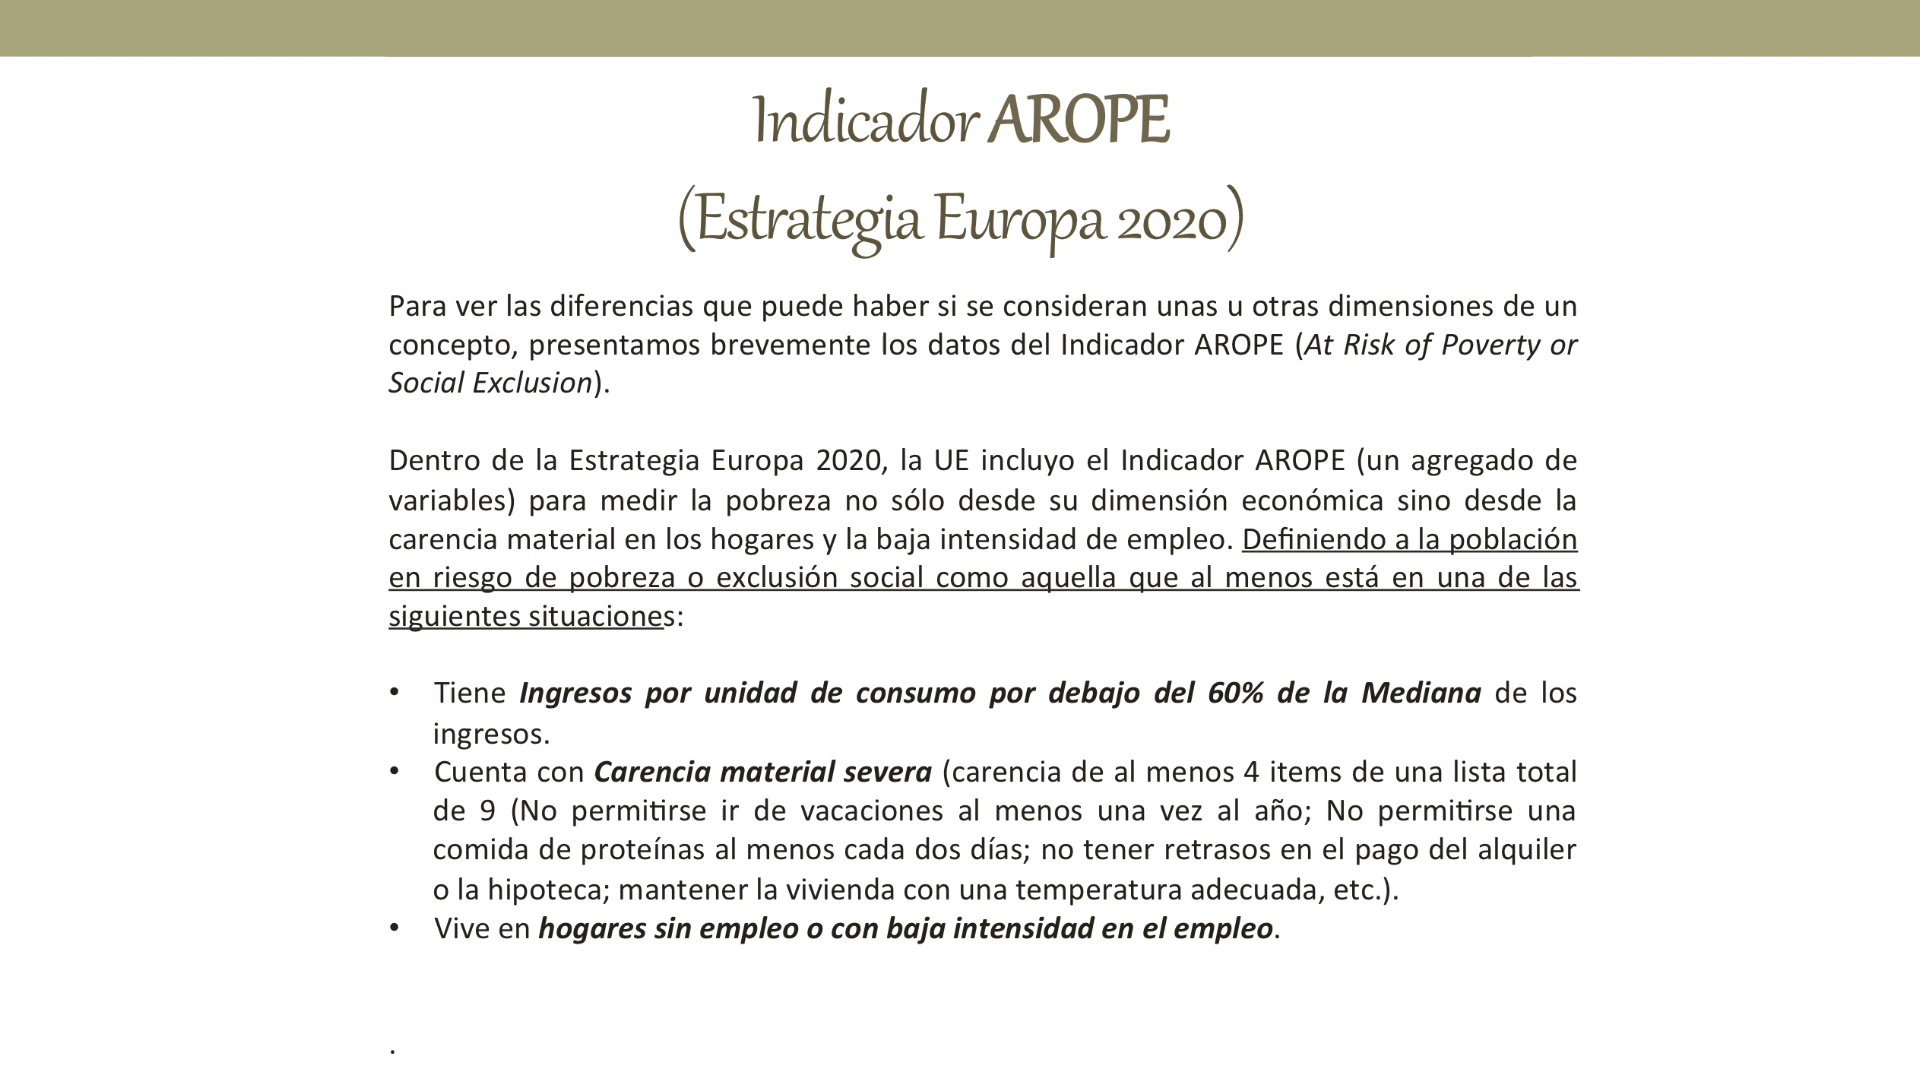 Indicador AROPE
(Estrategia Europa 2020)
Para ver las diferencias que puede haber si se consideran unas u otras dimensiones de un
concepto, presentamos brevemente los datos del Indicador AROPE (At Risk of Poverty or
Social Exclusion).
Dentro de la Estrategia Europa 2020, la UE incluyo el Indicador AROPE (un agregado de
variables) para medir la pobreza no sólo desde su dimensión económica sino desde la
carencia material en los hogares y la baja intensidad de empleo. Definiendo a la población
en riesgo de pobreza o exclusión social como aquella que al menos está en una de las
siguientes situaciones:
• Tiene Ingresos por unidad de consumo por debajo del 60% de la Mediana de los
ingresos.
• Cuenta con Carencia material severa (carencia de al menos 4 items de una lista total
de 9 (No permitirse ir de vacaciones al menos una vez al año; No permitirse una
comida de proteínas al menos cada dos días; no tener retrasos en el pago del alquiler
o la hipoteca; mantener la vivienda con una temperatura adecuada, etc.).
• Vive en hogares sin empleo o con baja intensidad en el empleo.
.